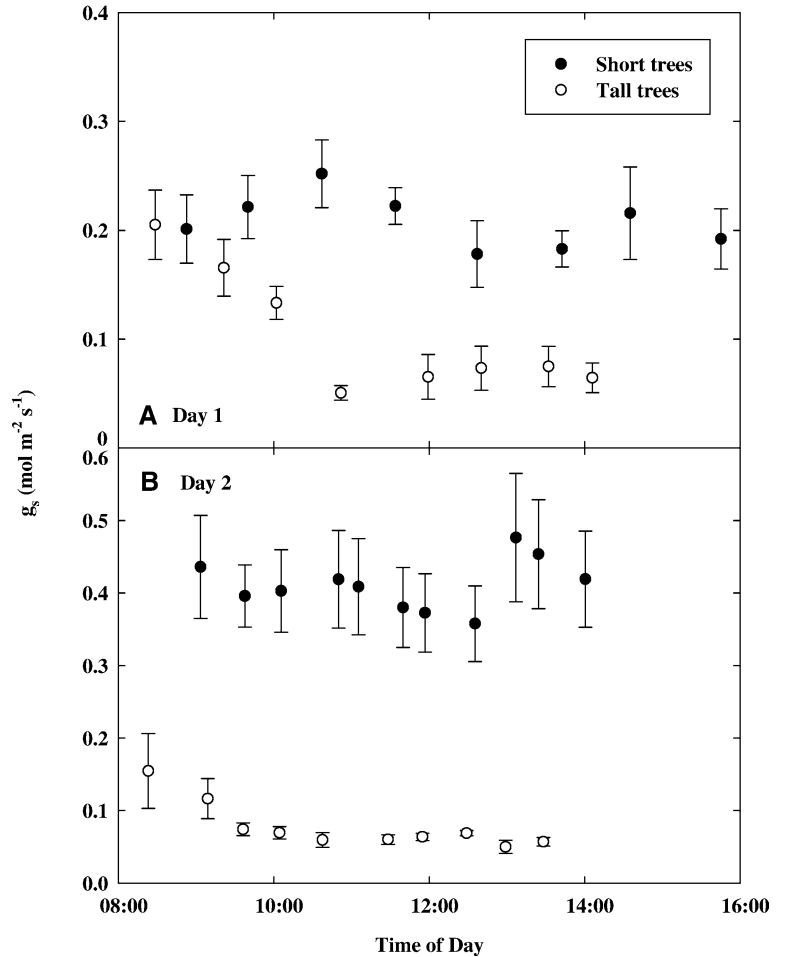 0.4
Short trees
Tall trees
0.3
0.2
0.1
A Day 1
0
0.6
B Day 2
gs (mol m-2 s-1)
0.5
0.4
0.3
0.2
0.1
0.0
08:00 10:00 12:00 14:00 16:00
Time of Day